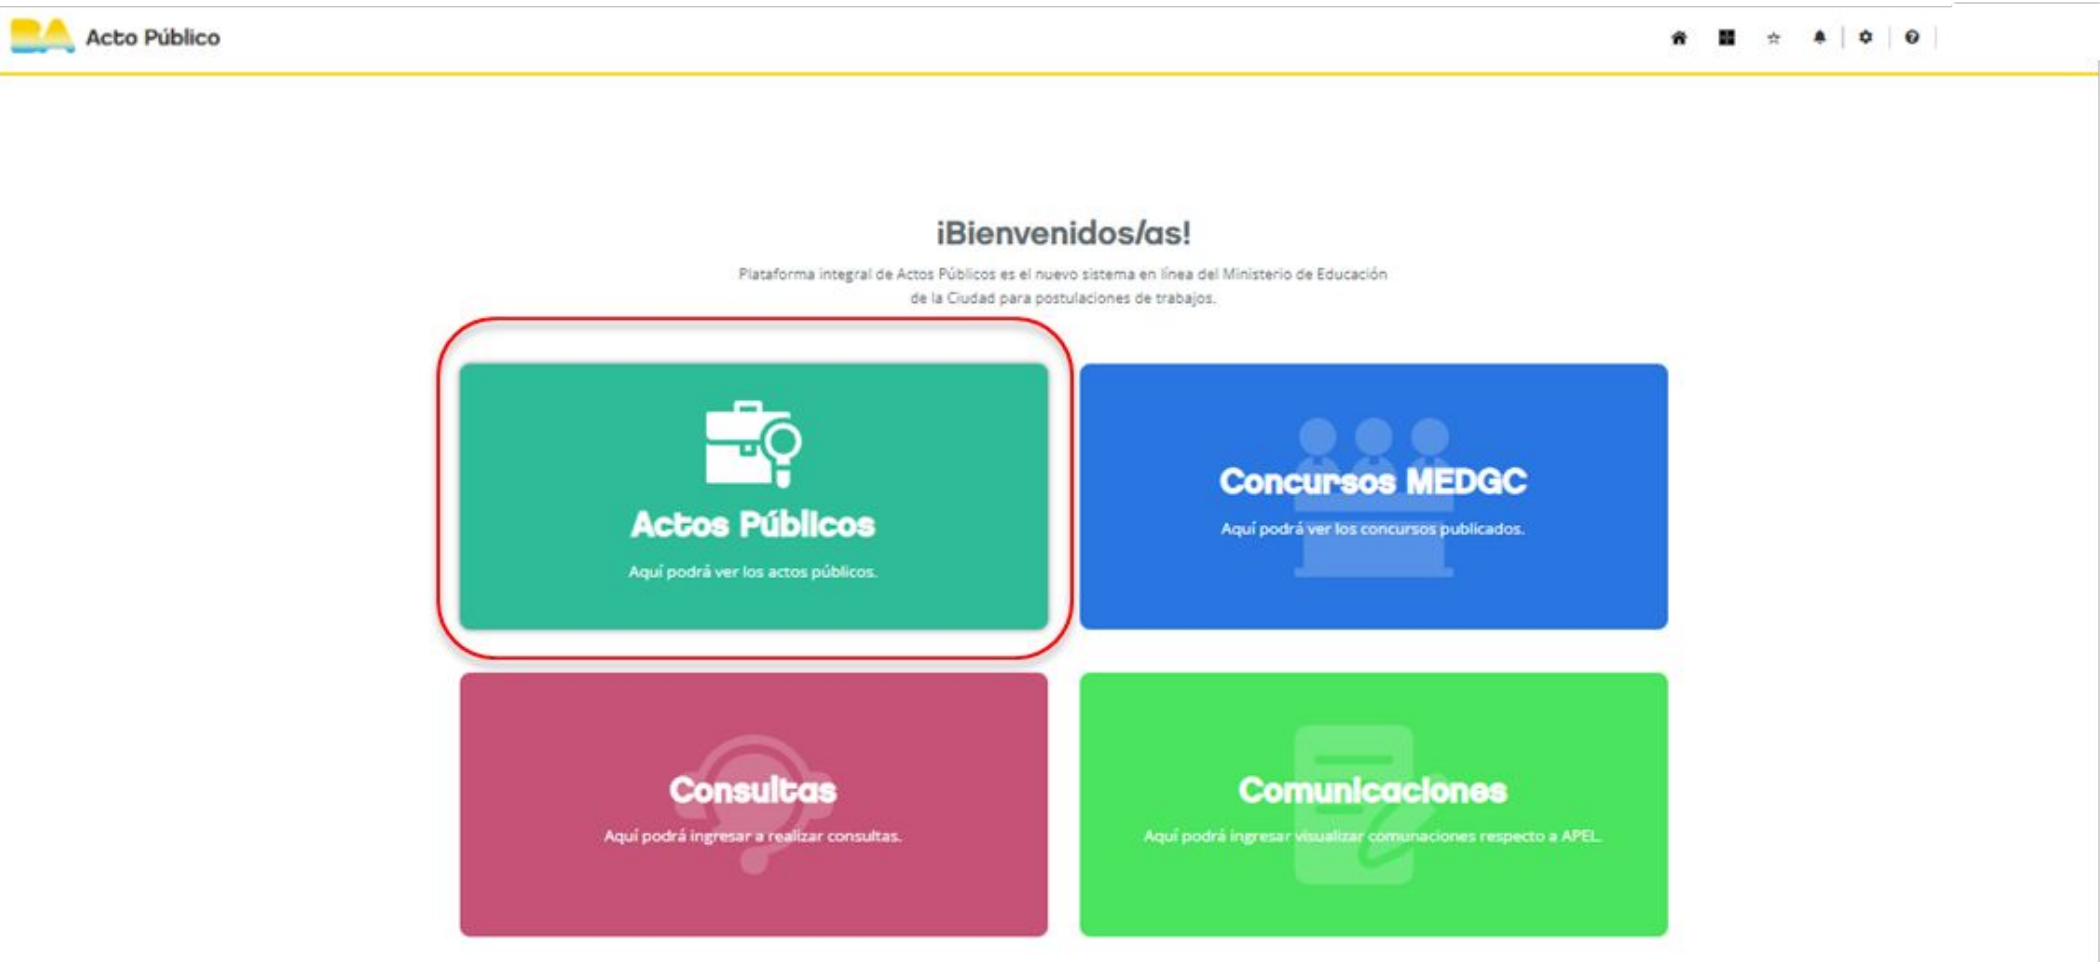 BA Acto Público
¡Bienvenidos/as!
Plataforma integral de Actos Públicos es el nuevo sistema en línea del Ministerio de Educación
de la Ciudad para postulaciones de trabajos.
Actos Públicos
Aquí podrá ver los actos públicos.
Concursos MEDGC
Aquí podrá ver los concursos publicados.
Consultas
Aquí podrá ingresar a realizar consultas.
Comunicaciones
Aquí podrá ingresar visualizar comunaciones respecto a APEL.